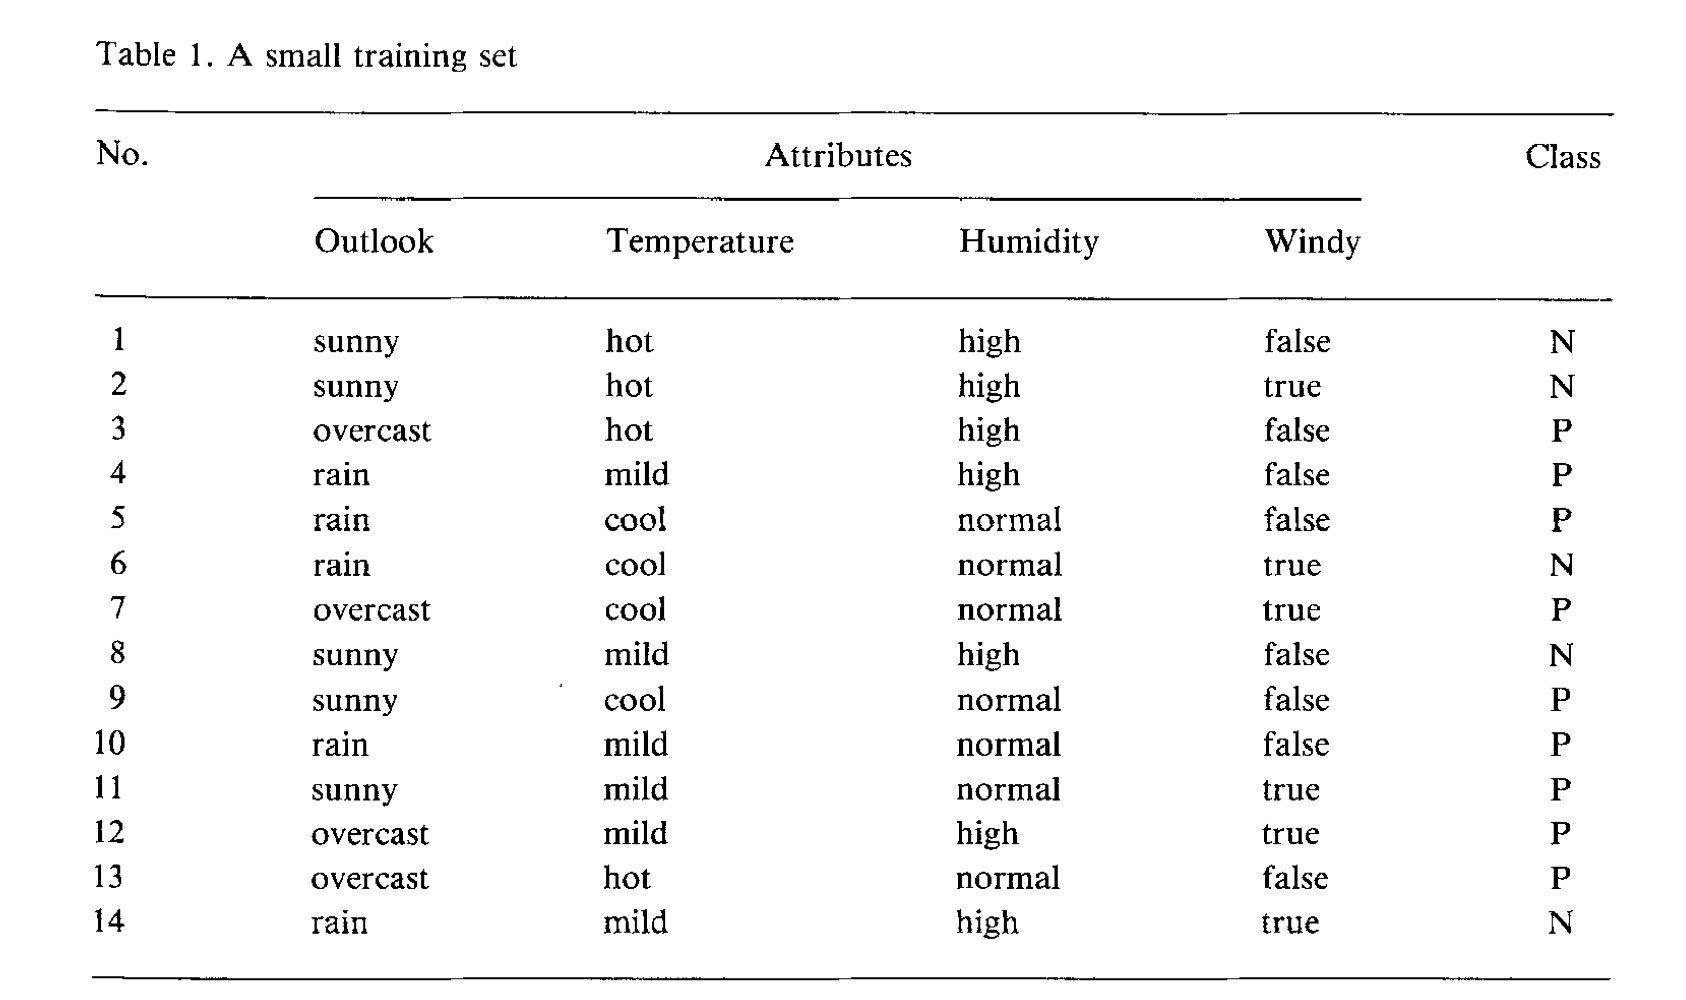 Table 1. A small training set
No. Attributes Class
Outlook Temperature Humidity Windy
1 sunny hot high false N
2 sunny hot high true N
3 overcast hot high false P
4 rain mild high false P
5 rain cool normal false P
6 rain cool normal true N
7 overcast cool normal true P
8 sunny mild high false N
9 sunny cool normal false P
10 rain mild normal false P
11 sunny mild normal true P
12 overcast mild high true P
13 overcast hot normal false P
14 rain mild high true N